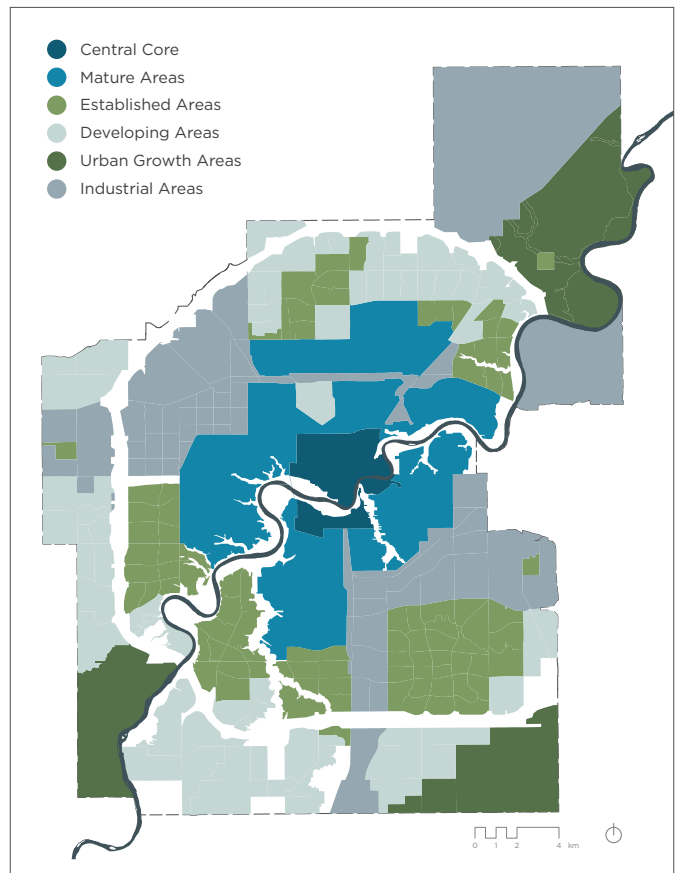 Central Core
Mature Areas
Established Areas
Developing Areas
Urban Growth Areas
Industrial Areas
0 1 2 4 km